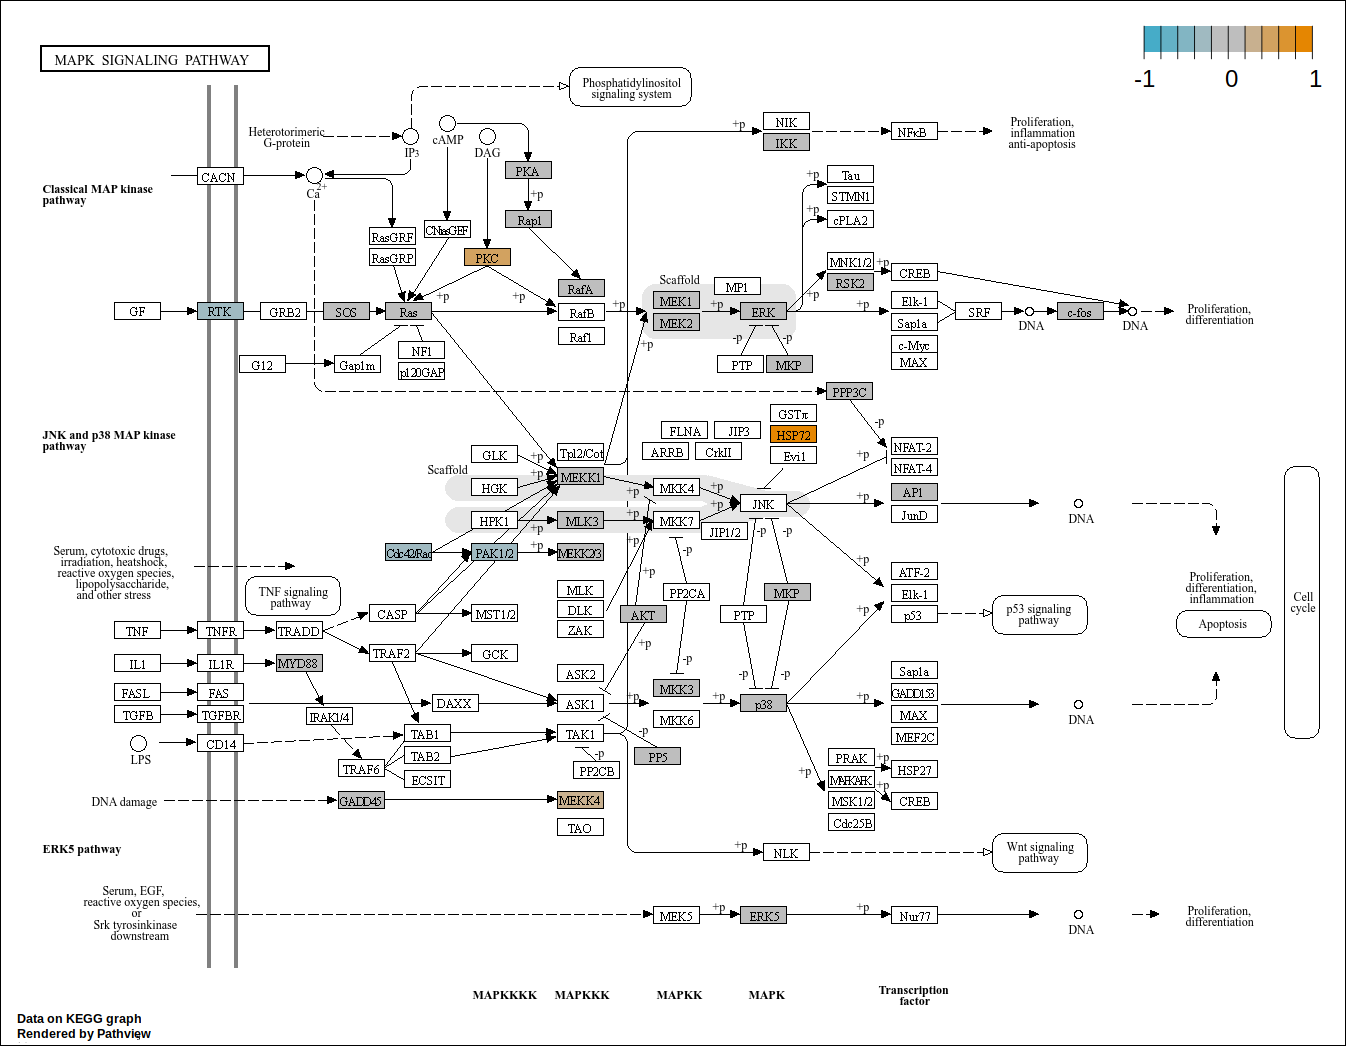 MAPK SIGNALING PATHWAY
-1
0
1
Phosphatidylinositol
signaling system
Heterotorimeric
G-protein
IP3
cAMP
DAG
PKA
+p
Rap1
NIK
IKK
+p
NFκB
Proliferation,
inflammation
anti-apoptosis
Classical MAP kinase
pathway
CACN
Ca2+
RasGRF
RasGRP
PKC
RafA
RafB
Raf1
+p
+p
+p
+p
Scaffold
MEK1
MEK2
+p
MP1
ERK
+p
+p
Tau
STMN1
cPLA2
+p
MNK1/2
RSK2
+p
CREB
GF
RTK
GRB2
SOS
Ras
+p
+p
Elk-1
Sap1a
c-Myc
MAX
SRF
DNA
c-fos
DNA
Proliferation,
differentiation
G12
Gap1m
NF1
p120GAP
-p
-p
PTP
MKP
PPP3C
-p
JNK and p38 MAP kinase
pathway
Scaffold
GLK
HGK
HPK1
PAK1/2
Cdc42/Rac
+p
+p
+p
+p
Tpl2/Cot
MEKK1
MLK3
MEKK2/3
MLK
DLK
ZAK
+p
+p
+p
FLNA
JIP3
ARRB
CrkII
GSTπ
HSP72
Evi1
MKK4
MKK7
+p
+p
JNK
JIP1/2
+p
+p
+p
+p
NFAT-2
NFAT-4
AP1
JunD
DNA
ATF-2
Elk-1
p53
p53 signaling
pathway
Proliferation,
differentiation,
inflammation
Apoptosis
Cell
cycle
Serum, cytotoxic drugs,
irradiation, heatshock,
reactive oxygen species,
lipopolysaccharide,
and other stress
TNF signaling
pathway
-p
-p
-p
PP2CA
AKT
+p
PTP
MKP
-p
-p
-p
TNF
TNFR
TRADD
CASP
MST1/2
IL1
IL1R
MYD88
TRAF2
GCK
FASL
FAS
DAXX
TGFB
TGFBR
IRAK1/4
ASK2
ASK1
TAK1
+p
MKK3
MKK6
+p
p38
+p
+p
Sap1a
GADD153
MAX
MEF2C
DNA
LPS
CD14
TAB1
TAB2
ECSIT
TRAF6
-p
PP2CB
-p
PP5
+p
PRAK
MSK1/2
Cdc25B
+p
+p
HSP27
CREB
DNA damage
GADD45
MEKK4
TAO
ERK5 pathway
+p
NLK
Wnt signaling
pathway
Serum, EGF,
reactive oxygen species,
or
Srk tyrosinkinase
downstream
MEK5
+p
ERK5
+p
Nur77
DNA
Proliferation,
differentiation
MAPKKKK
MAPKKK
MAPKK
MAPK
Transcription
factor
Data on KEGG graph
Rendered by Pathview